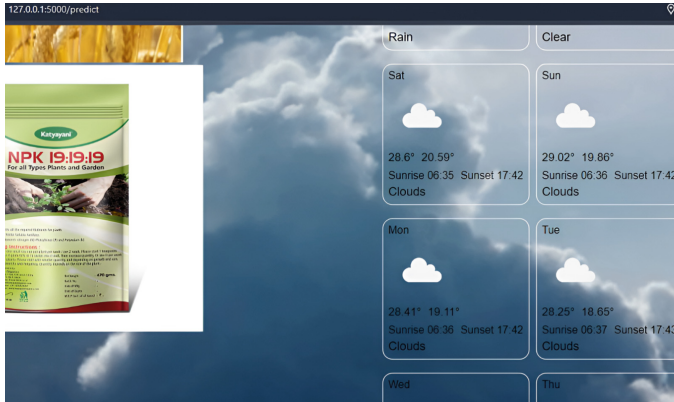 127.0.0.1:5000/predict
Rain
Clear
Katyayani
NPK 19:19:19
For all Types Plants and Garden
Sat
28.6° 20.59°
Sunrise 06:35 Sunset 17:42
Clouds
Sun
29.02° 19.86°
Sunrise 06:36 Sunset 17:42
Clouds
Mon
28.41° 19.11°
Sunrise 06:36 Sunset 17:42
Clouds
Tue
28.25° 18.65°
Sunrise 06:37 Sunset 17:43
Clouds
Wed
Thu